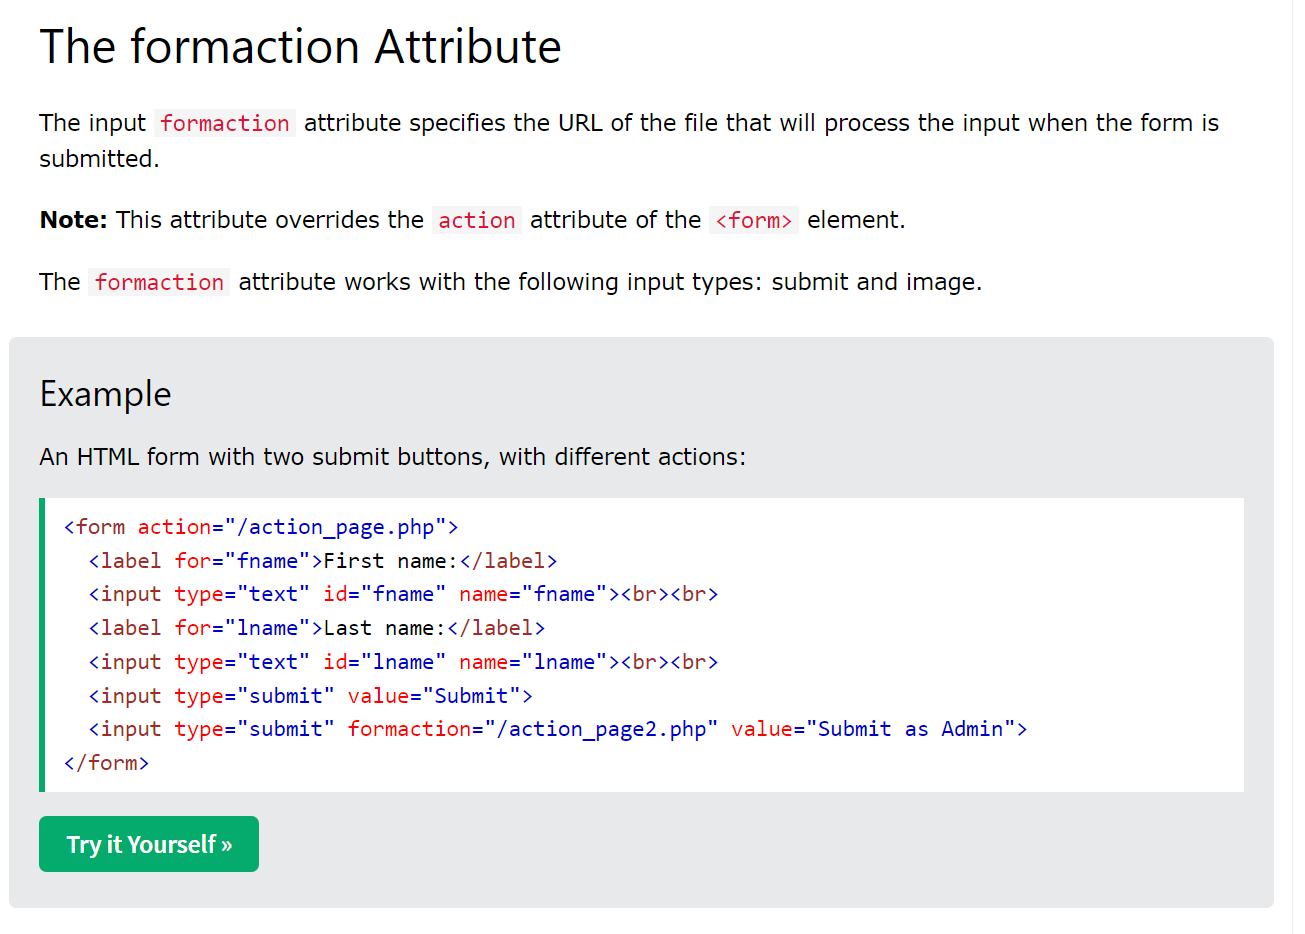 The formaction Attribute
The input formaction attribute specifies the URL of the file that will process the input when the form is
submitted.
Note: This attribute overrides the action attribute of the <form> element.
The formaction attribute works with the following input types: submit and image.
Example
An HTML form with two submit buttons, with different actions:
<form action="/action_page.php">
  <label for="fname">First name:</label>
  <input type="text" id="fname" name="fname"><br><br>
  <label for="lname">Last name:</label>
  <input type="text" id="lname" name="lname"><br><br>
  <input type="submit" value="Submit">
  <input type="submit" formaction="/action_page2.php" value="Submit as Admin">
</form>
Try it Yourself »